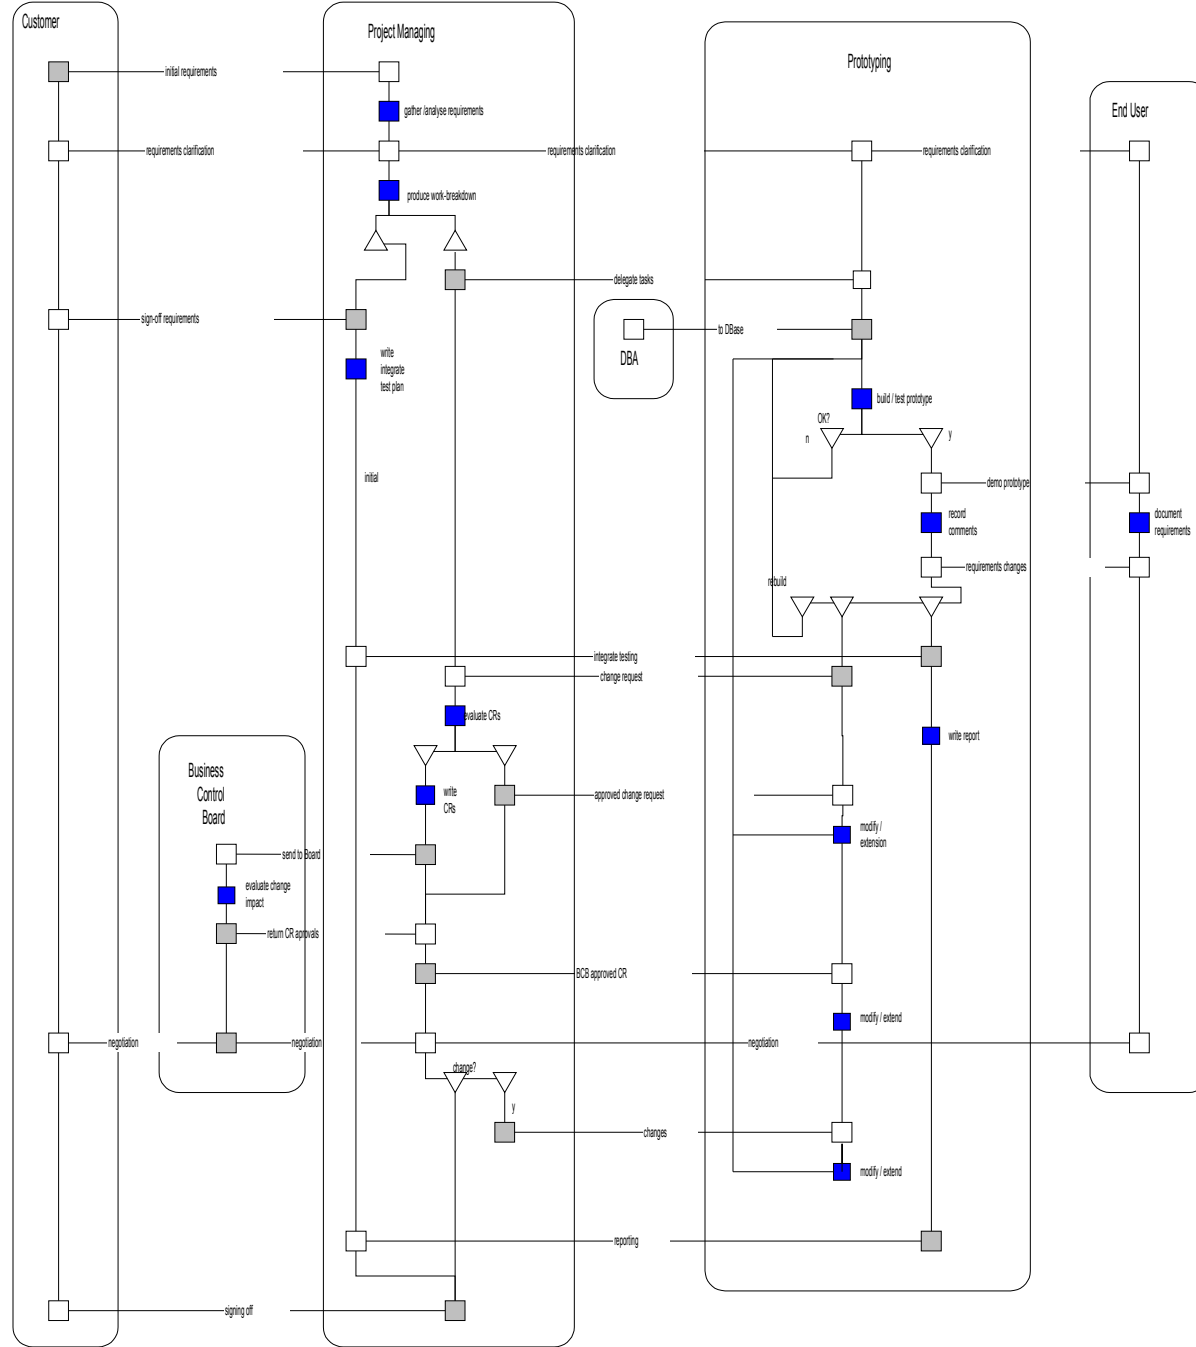 Customer
Project Managing
Prototyping
End User
initial requirements
gather /analyse requirements
requirements clarification
requirements clarification
requirements clarification
produce work-breakdown
delegate tasks
sign-off requirements
to DBase
DBA
write
integrate
test plan
build / test prototype
OK?
n
y
initial
demo prototype
record
comments
document
requirements
requirements changes
rebuild
integrate testing
change request
evaluate CRs
write report
Business
Control
Board
write
CRs
approved change request
modify /
extension
send to Board
evaluate change
impact
return CR aprovals
BCB approved CR
modify / extend
negotiation
negotiation
negotiation
change?
y
changes
modify / extend
reporting
signing off